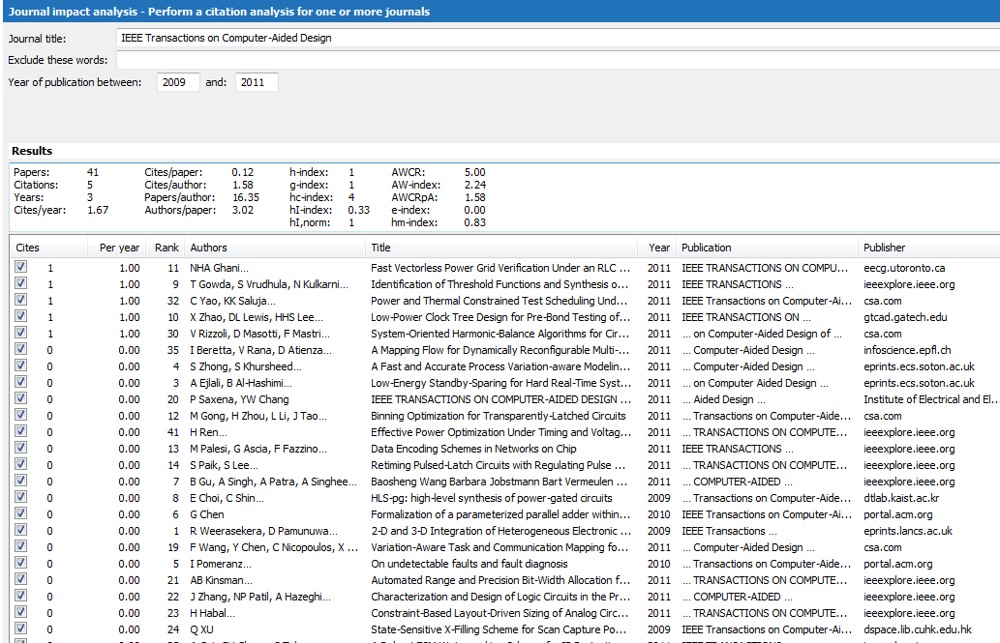 Journal impact analysis - Perform a citation analysis for one or more journals
Journal title: IEEE Transactions on Computer-Aided Design
Exclude these words:
Year of publication between: 2009 and: 2011
Results
Papers: 41 Cites/paper: 0.12 h-index: 1 AWCR: 5.00
Citations: 5 Cites/author: 1.58 g-index: 1 AW-index: 2.24
Years: 3 Papers/author: 16.35 hc-index: 4 AWCRpA: 1.58
Cites/year: 1.67 Authors/paper: 3.02 hI-index: 0.33 e-index: 0.00
hI,norm: 1 hm-index: 0.83
Cites Per year Rank Authors Title Year Publication Publisher
1 1.00 11 NHA Ghani... Fast Vectorless Power Grid Verification Under an RLC ... 2011 IEEE TRANSACTIONS ON COMPU... eecg.utoronto.ca
1 1.00 9 T Gowda, S Vrudhula, N Kulkarni... Identification of Threshold Functions and Synthesis o... 2011 IEEE TRANSACTIONS ... ieeexplore.ieee.org
1 1.00 32 C Yao, KK Saluja... Power and Thermal Constrained Test Scheduling Und... 2011 IEEE Transactions on Computer-Ai... csa.com
1 1.00 10 X Zhao, DL Lewis, HHS Lee... Low-Power Clock Tree Design for Pre-Bond Testing of... 2011 IEEE TRANSACTIONS ON ... gtcad.gatech.edu
1 1.00 30 V Rizzoli, D Masotti, F Mastri... System-Oriented Harmonic-Balance Algorithms for Cir... 2011 ... on Computer-Aided Design of ... csa.com
0 0.00 35 I Beretta, V Rana, D Atienza... A Mapping Flow for Dynamically Reconfigurable Multi-... 2011 ... Computer-Aided Design ... infoscience.epfl.ch
0 0.00 4 S Zhong, S Khursheed... A Fast and Accurate Process Variation-aware Modelin... 2011 ... Computer-Aided Design ... eprints.ecs.soton.ac.uk
0 0.00 3 A Ejlali, B Al-Hashimi... Low-Energy Standby-Sparing for Hard Real-Time Syst... 2011 ... on Computer Aided Design ... eprints.ecs.soton.ac.uk
0 0.00 20 P Saxena, YW Chang IEEE TRANSACTIONS ON COMPUTER-AIDED DESIGN ... 2011 ... Aided Design ... Institute of Electrical and El...
0 0.00 12 M Gong, H Zhou, L Li, J Tao... Binning Optimization for Transparently-Latched Circuits 2011 ... Transactions on Computer-Aide... csa.com
0 0.00 41 H Ren... Effective Power Optimization Under Timing and Voltag... 2011 ... TRANSACTIONS ON COMPUTE... ieeexplore.ieee.org
0 0.00 13 M Palesi, G Ascia, F Fazzino... Data Encoding Schemes in Networks on Chip 2011 IEEE TRANSACTIONS ... ieeexplore.ieee.org
0 0.00 14 S Paik, S Lee... Retiming Pulsed-Latch Circuits with Regulating Pulse ... 2011 ... TRANSACTIONS ON COMPUTE... ieeexplore.ieee.org
0 0.00 7 B Gu, A Singh, A Patra, A Singhee... Baosheng Wang Barbara Jobstmann Bart Vermeulen ... 2011 ... COMPUTER-AIDED ... ieeexplore.ieee.org
0 0.00 8 E Choi, C Shin... HLS-pg: high-level synthesis of power-gated circuits 2009 ... Transactions on Computer-Aide... dtlab.kaist.ac.kr
0 0.00 6 G Chen Formalization of a parameterized parallel adder within... 2010 IEEE Transactions on Computer-Ai... portal.acm.org
0 0.00 1 R Weerasekera, D Pamunuwa... 2-D and 3-D Integration of Heterogeneous Electronic ... 2009 IEEE Transactions ... eprints.lancs.ac.uk
0 0.00 19 F Wang, Y Chen, C Nicopoulos, X ... Variation-Aware Task and Communication Mapping fo... 2011 ... Computer-Aided Design ... csa.com
0 0.00 5 I Pomeranz... On undetectable faults and fault diagnosis 2010 ... Transactions on Computer-Aide... portal.acm.org
0 0.00 21 AB Kinsman... Automated Range and Precision Bit-Width Allocation f... 2011 ... TRANSACTIONS ON COMPUTE... ieeexplore.ieee.org
0 0.00 22 J Zhang, NP Patil, A Hazeghi... Characterization and Design of Logic Circuits in the Pr... 2011 ... COMPUTER-AIDED ... ieeexplore.ieee.org
0 0.00 23 H Habal... Constraint-Based Layout-Driven Sizing of Analog Circ... 2011 ... TRANSACTIONS ON COMPUTE... ieeexplore.ieee.org
0 0.00 24 Q XU State-Sensitive X-Filling Scheme for Scan Capture Po... 2009 IEEE Transactions on Computer-Ai... dspace.lib.cuhk.edu.hk